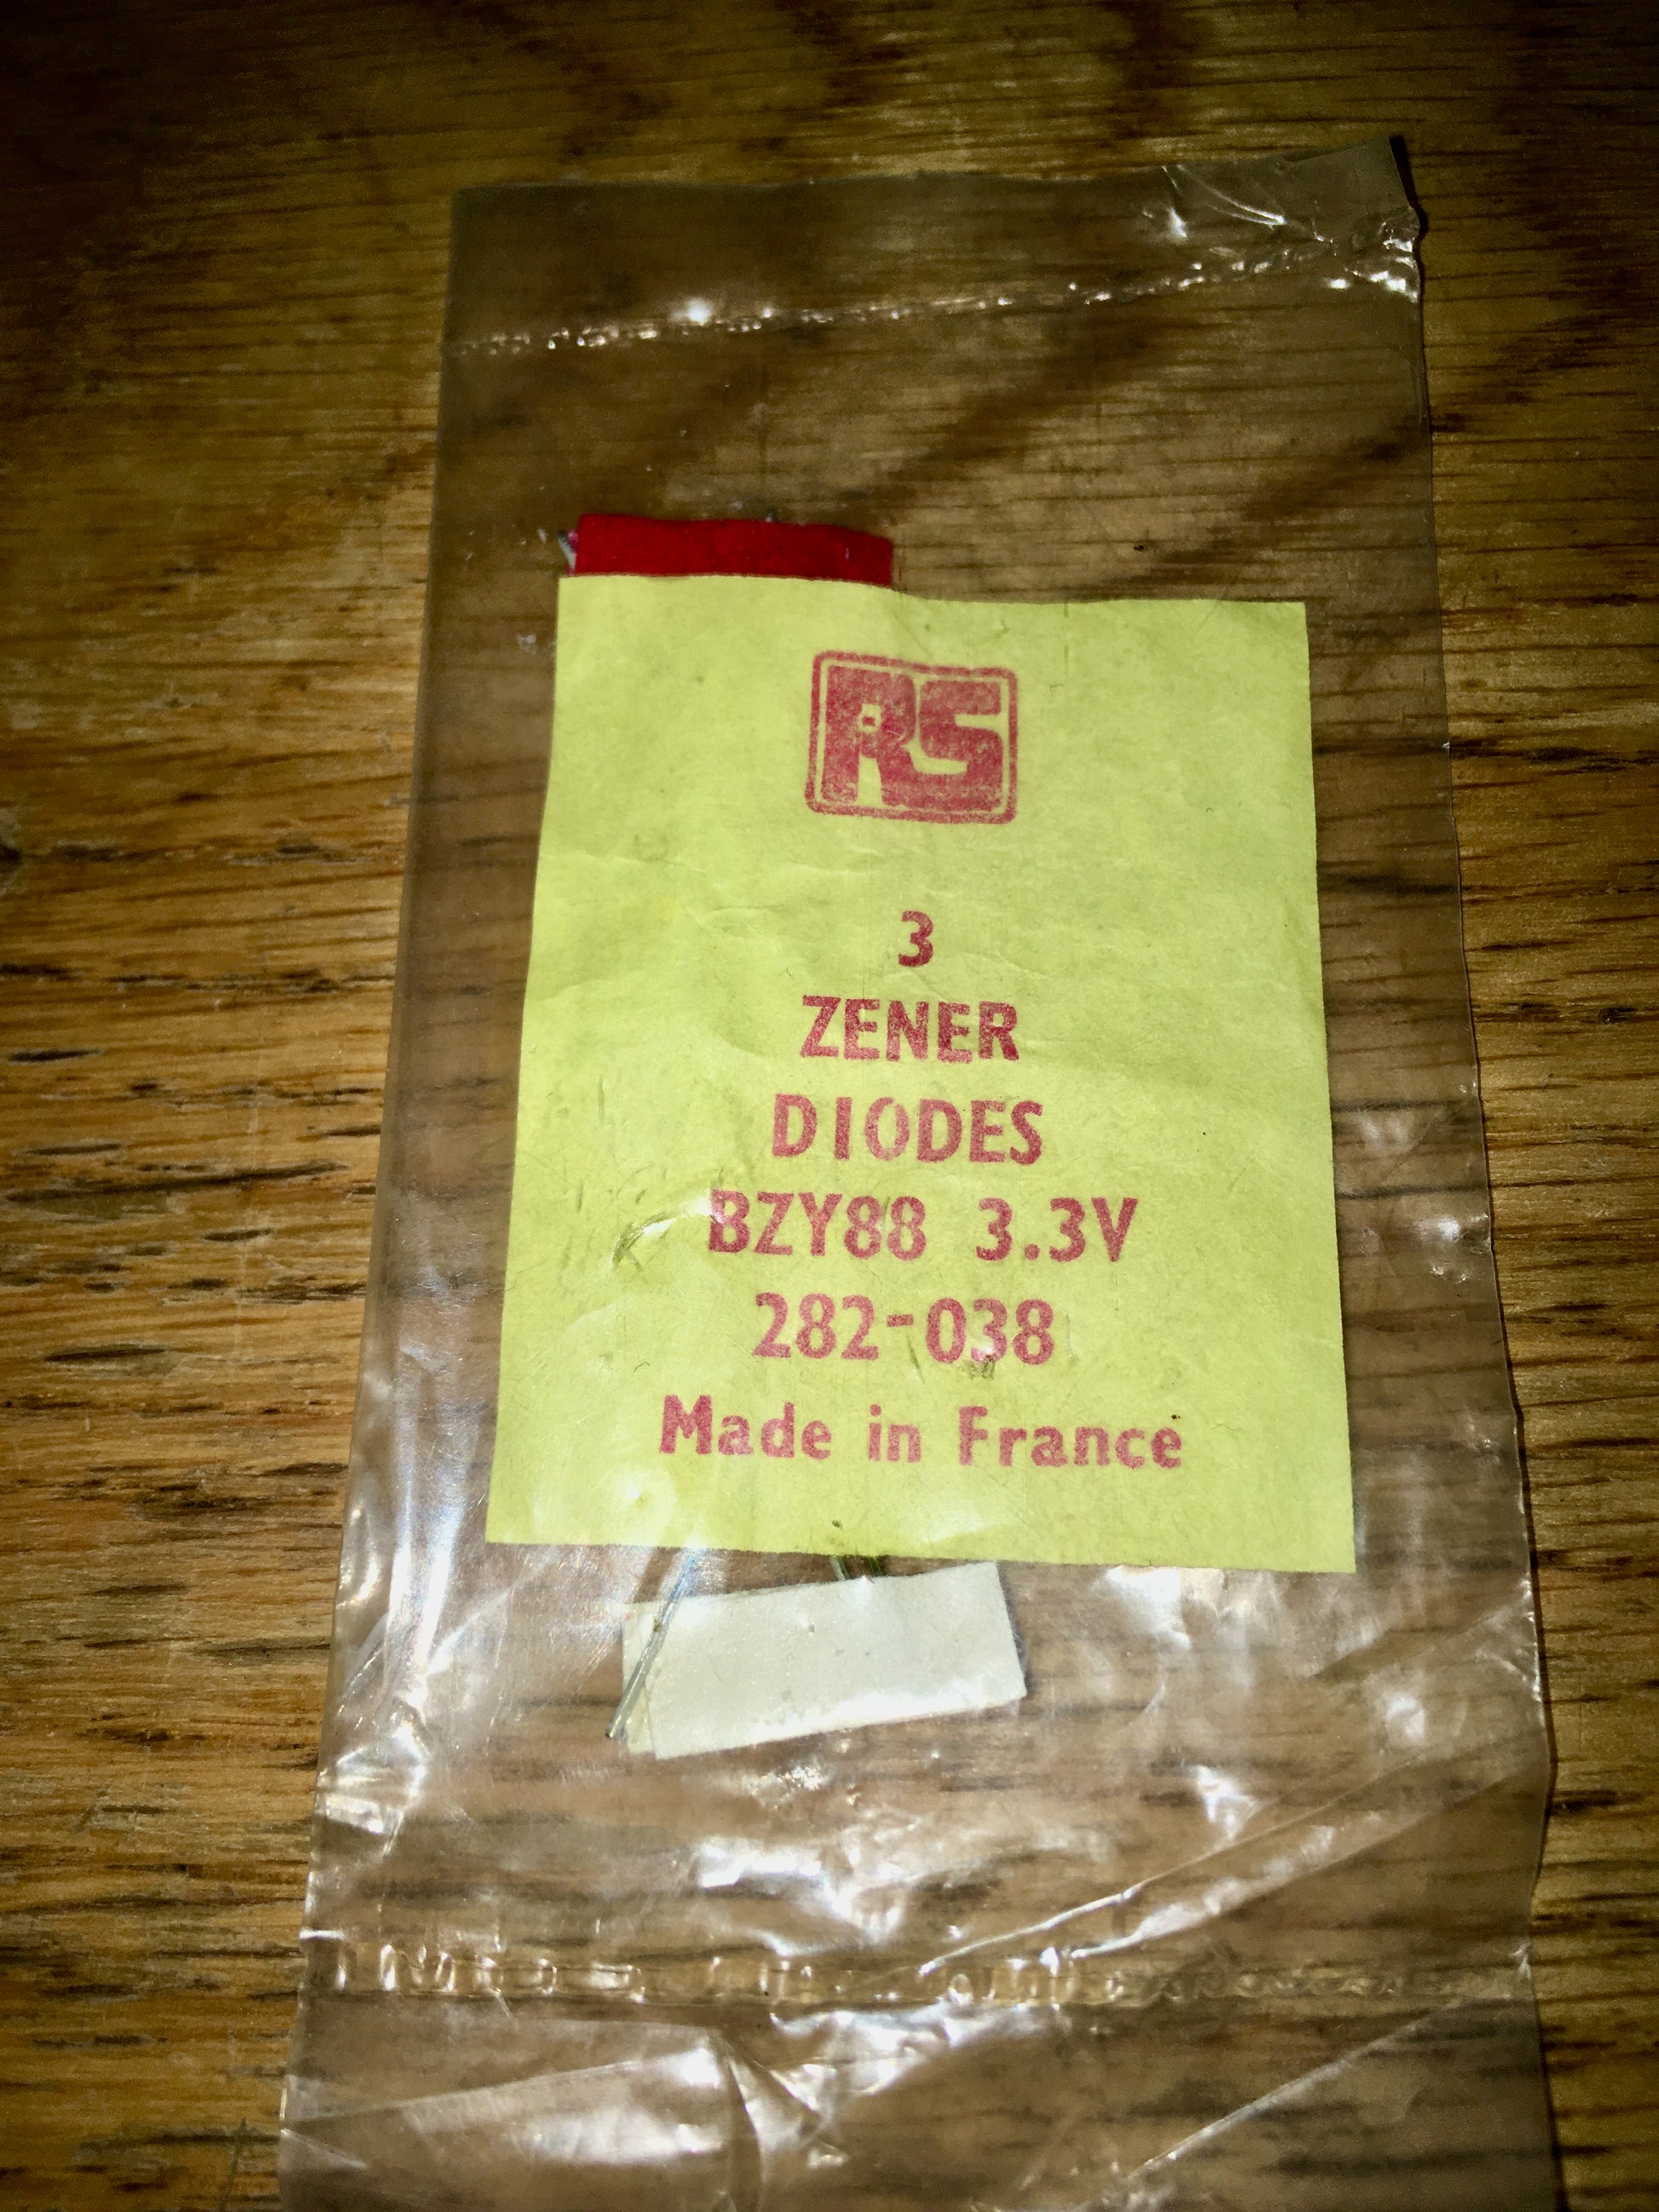 RS
3
ZENER
DIODES
BZY88 3.3V
282-038
Made in France